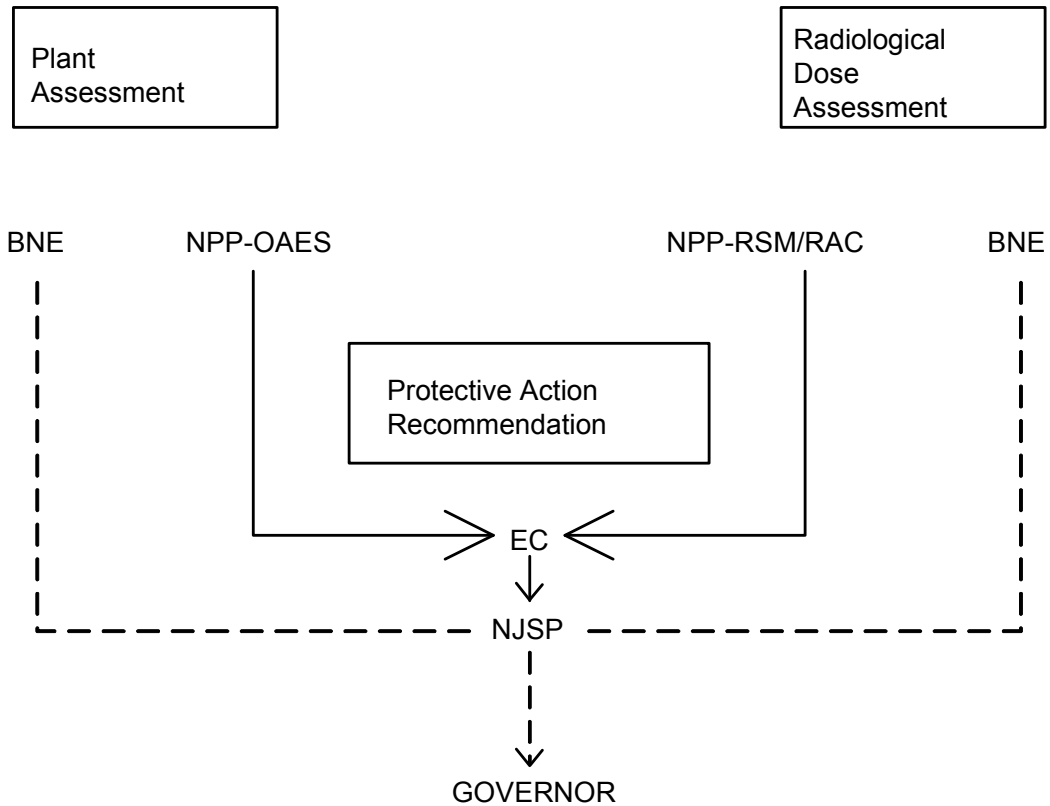 Plant
Assessment
Radiological
Dose
Assessment
BNE NPP-OAES NPP-RSM/RAC BNE
Protective Action
Recommendation
EC
NJSP
GOVERNOR